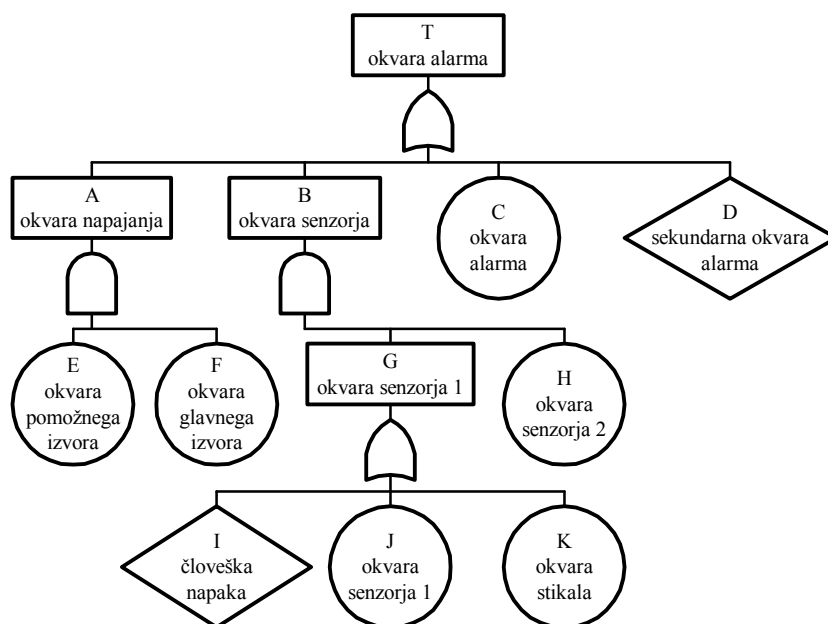 T
okvara alarma
A
okvara napajanja
B
okvara senzorja
C
okvara
alarma
D
sekundarna okvara
alarma
E
okvara
pomožnega
izvora
F
okvara
glavnega
izvora
G
okvara senzorja 1
H
okvara
senzorja 2
I
človeška
napaka
J
okvara
senzorja 1
K
okvara
stikala